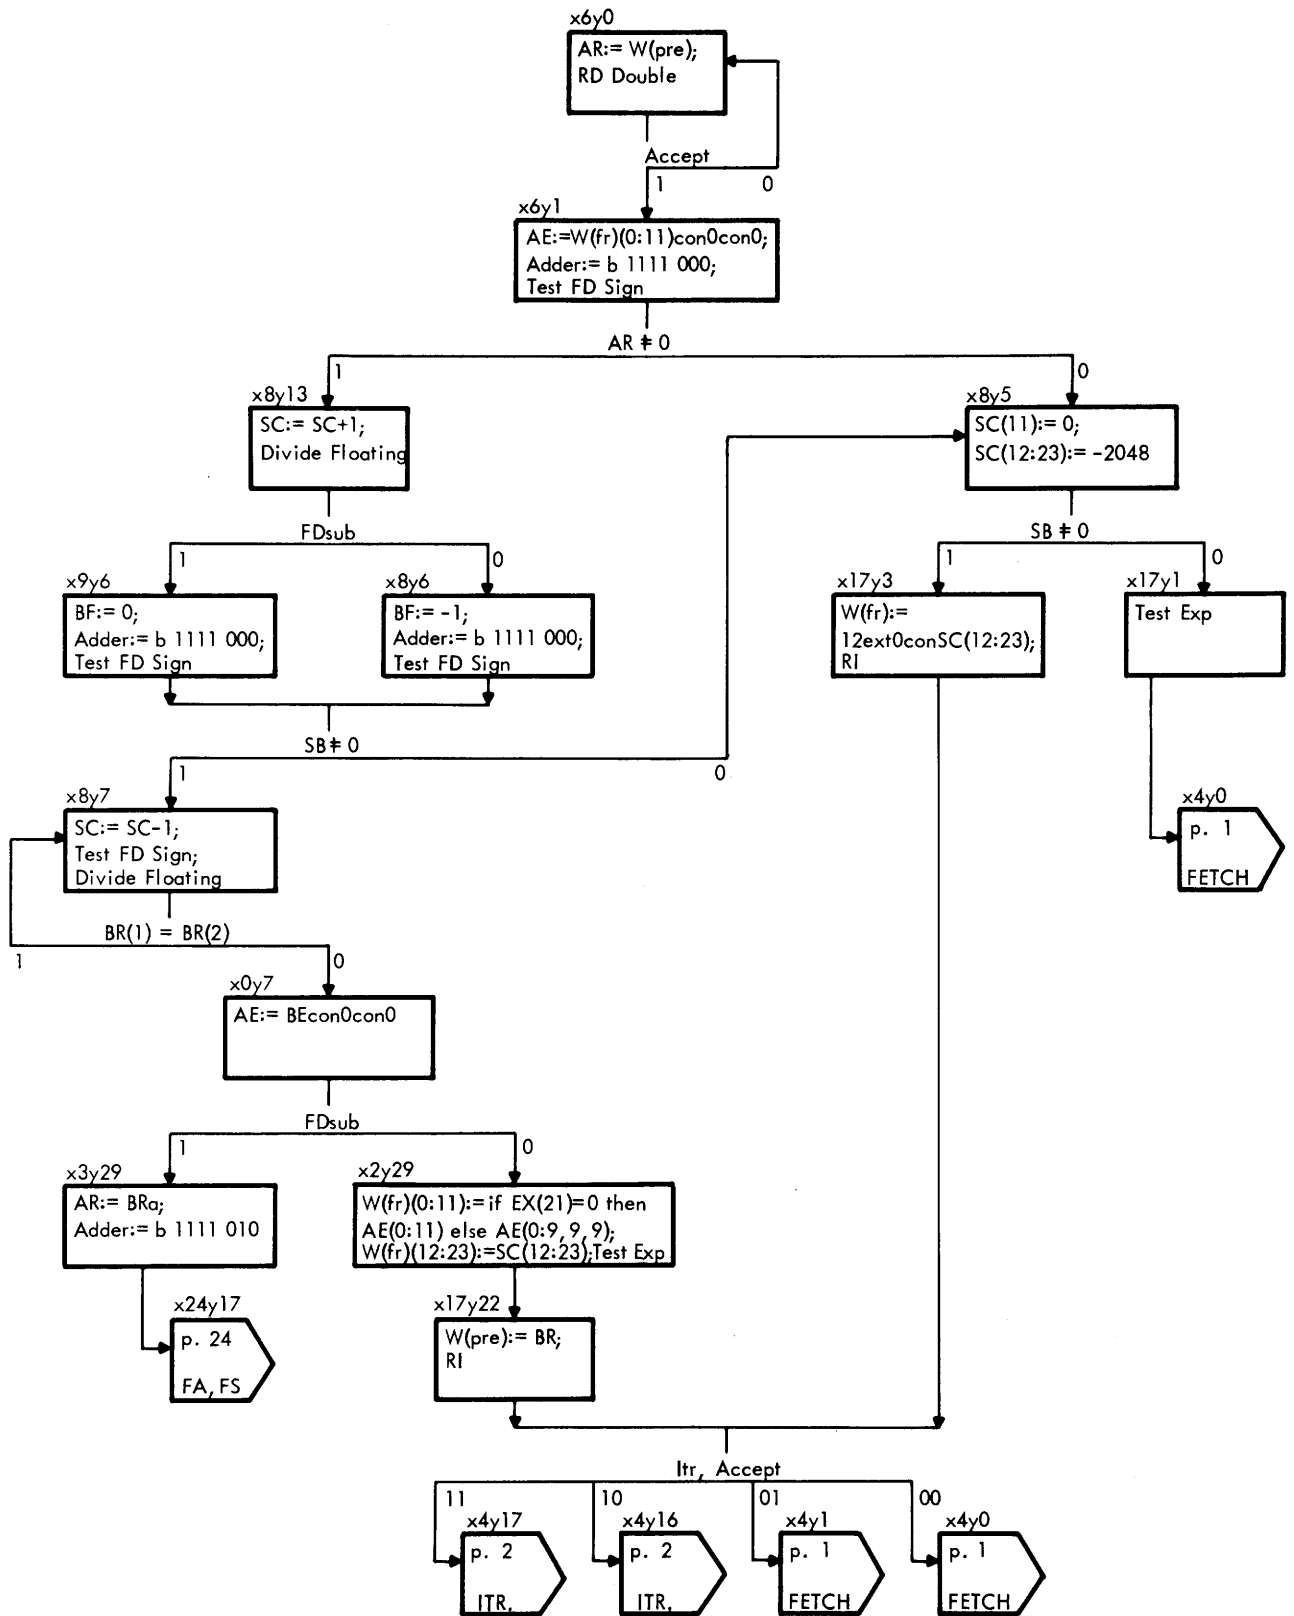 x6y0
AR:= W(pre);
RD Double
Accept
1
0
x6y1
AE:=W(fr)(0:11)con0con0;
Adder:= b 1111 000;
Test FD Sign
AR ≠ 0
1
0
x8y13
SC:= SC+1;
Divide Floating
x8y5
SC(11):= 0;
SC(12:23):= -2048
FDsub
1
0
SB ≠ 0
1
0
x9y6
BF:= 0;
Adder:= b 1111 000;
Test FD Sign
x8y6
BF:= -1;
Adder:= b 1111 000;
Test FD Sign
x17y3
W(fr):=
12ext0conSC(12:23);
RI
x17y1
Test Exp
SB ≠ 0
1
0
x8y7
SC:= SC-1;
Test FD Sign;
Divide Floating
x4y0
p. 1
FETCH
BR(1) = BR(2)
1
0
x0y7
AE:= BEcon0con0
FDsub
1
0
x3y29
AR:= BRa;
Adder:= b 1111 010
x2y29
W(fr)(0:11):= if EX(21)=0 then
AE(0:11) else AE(0:9,9,9);
W(fr)(12:23):=SC(12:23);Test Exp
x24y17
p. 24
FA, FS
x17y22
W(pre):= BR;
RI
Itr, Accept
11
10
01
00
x4y17
p. 2
ITR.
x4y16
p. 2
ITR.
x4y1
p. 1
FETCH
x4y0
p. 1
FETCH